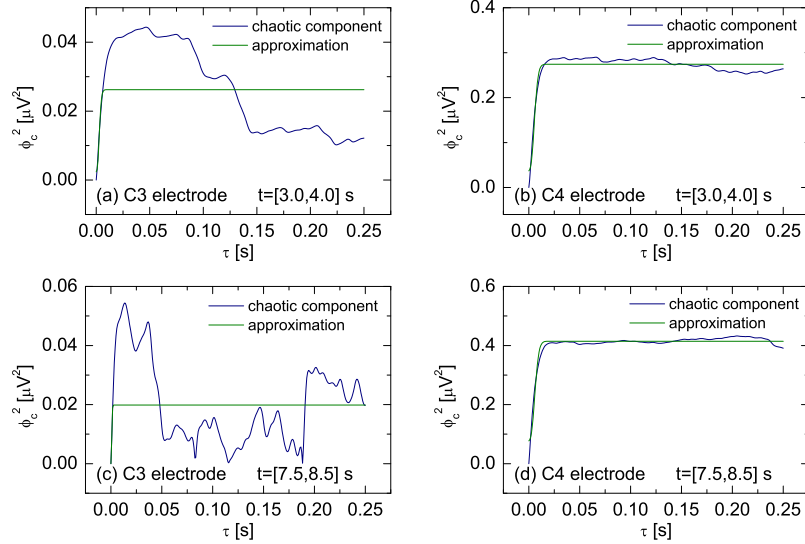 chaotic component
approximation
0.04
0.02
0.00
ϕc² [µV²]
(a) C3 electrode t=[3.0,4.0] s
0.00 0.05 0.10 0.15 0.20 0.25
τ [s]
chaotic component
approximation
0.4
0.2
0.0
ϕc² [µV²]
(b) C4 electrode t=[3.0,4.0] s
0.00 0.05 0.10 0.15 0.20 0.25
τ [s]
chaotic component
approximation
0.06
0.04
0.02
0.00
ϕc² [µV²]
(c) C3 electrode t=[7.5,8.5] s
0.00 0.05 0.10 0.15 0.20 0.25
τ [s]
chaotic component
approximation
0.6
0.4
0.2
0.0
ϕc² [µV²]
(d) C4 electrode t=[7.5,8.5] s
0.00 0.05 0.10 0.15 0.20 0.25
τ [s]